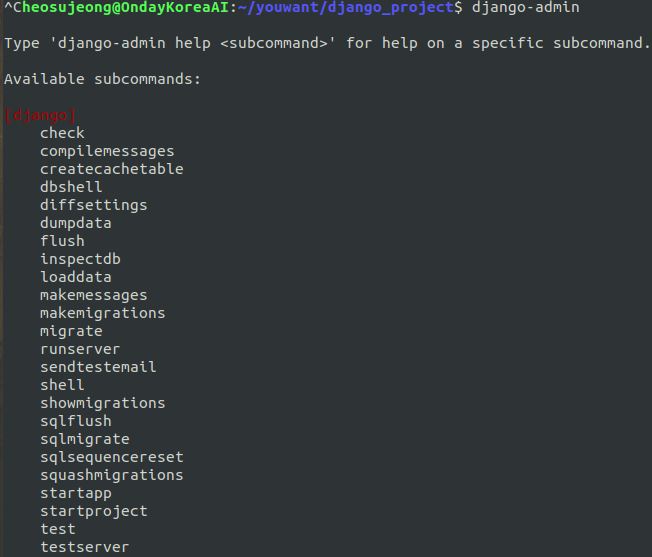 ^Cheosujeong@OndayKoreaAI:~/youwant/django_project$ django-admin
Type 'django-admin help <subcommand>' for help on a specific subcommand.
Available subcommands:
[django]
check
compilemessages
createcachetable
dbshell
diffsettings
dumpdata
flush
inspectdb
loaddata
makemessages
makemigrations
migrate
runserver
sendtestemail
shell
showmigrations
sqlflush
sqlmigrate
sqlsequencereset
squashmigrations
startapp
startproject
test
testserver